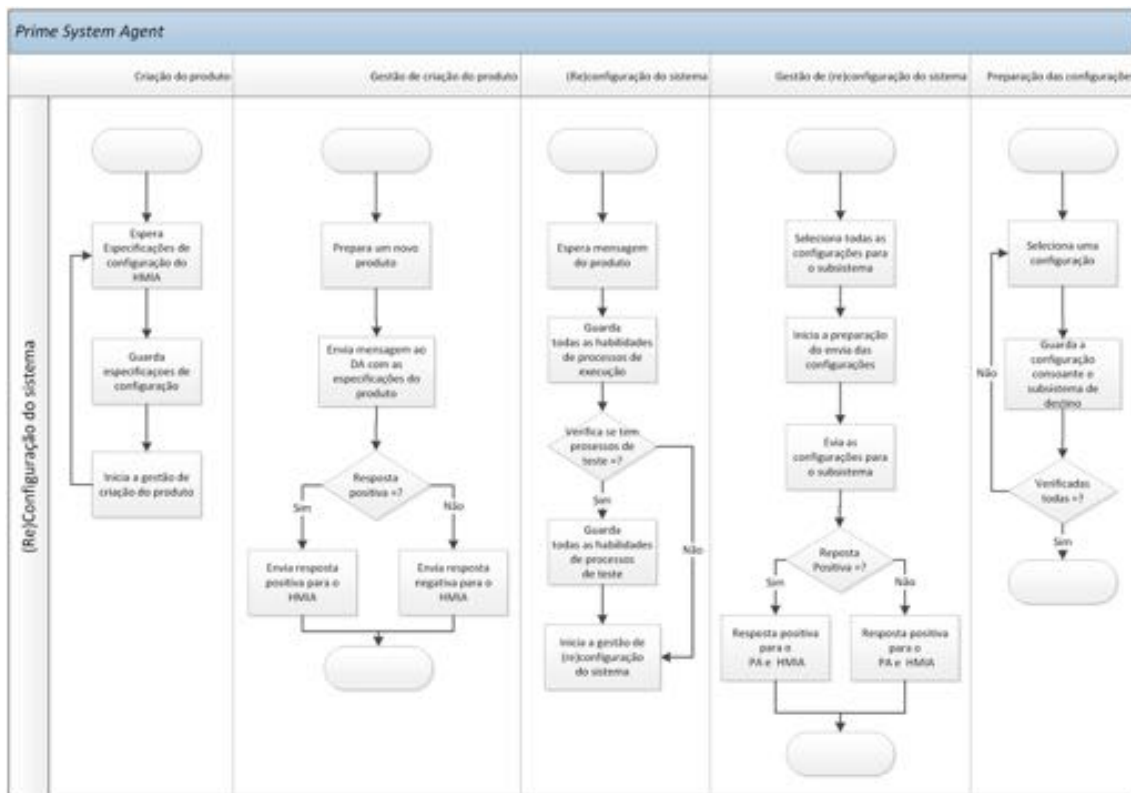 Prime System Agent
Criação do produto
Gestão de criação do produto
(Re)configuração do sistema
Gestão de (re)configuração do sistema
Preparação das configurações
(Re)Configuração do sistema
Espera
Especificações de
configuração do
HMIA
Guarda
especificaçoes de
configuração
Inicia a gestão de
criação do produto
Prepara um novo
produto
Envia mensagem ao
DA com as
especificações do
produto
Resposta
positiva =?
Sim
Não
Envia resposta
positiva para o
HMIA
Envia resposta
negativa para o
HMIA
Espera mensagem
do produto
Guarda
todas as habilidades
de processos de
execução
Verifica se tem
prosessos de
teste =?
Sim
Não
Guarda
todas as habilidades
de processos
de teste
Inicia a gestão de
(re)configuração
do sistema
Seleciona todas as
configurações para
o subsistema
Inicia a preparação
do envia das
configurações
Evia as
configurações para
o subsistema
Reposta
Positiva =?
Sim
Não
Resposta positiva
para o
PA e HMIA
Resposta positiva
para o
PA e HMIA
Seleciona uma
configuração
Guarda a
configuração
consoante o
subsistema de
destino
Não
Verificadas
todas =?
Sim